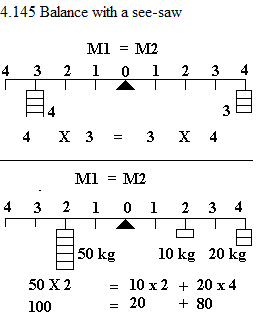 4.145 Balance with a see-saw
M1 = M2
4 3 2 1 0 1 2 3 4
4 3
4 X 3 = 3 X 4
M1 = M2
4 3 2 1 0 1 2 3 4
50 kg 10 kg 20 kg
50 X 2 = 10 x 2 + 20 x 4
100 = 20 + 80